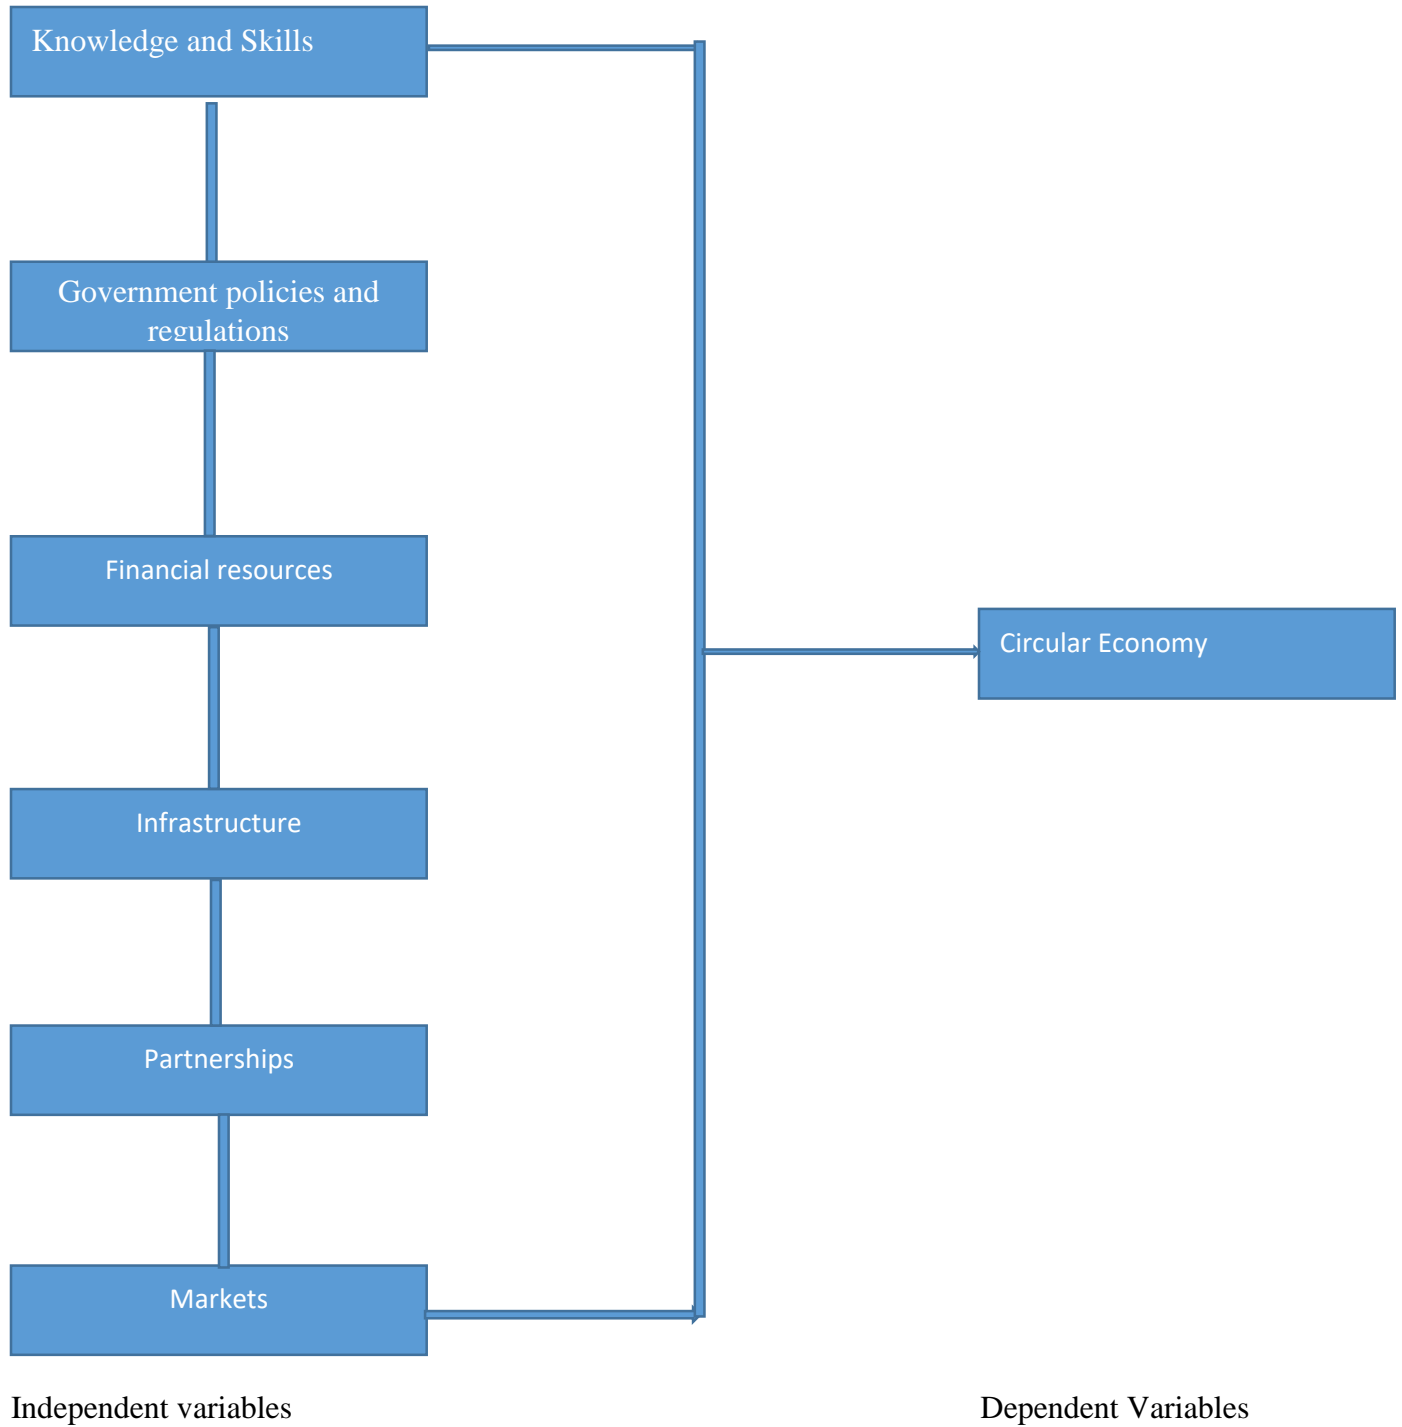 Knowledge and Skills
Government policies and
regulations
Financial resources
Circular Economy
Infrastructure
Partnerships
Markets
Independent variables
Dependent Variables